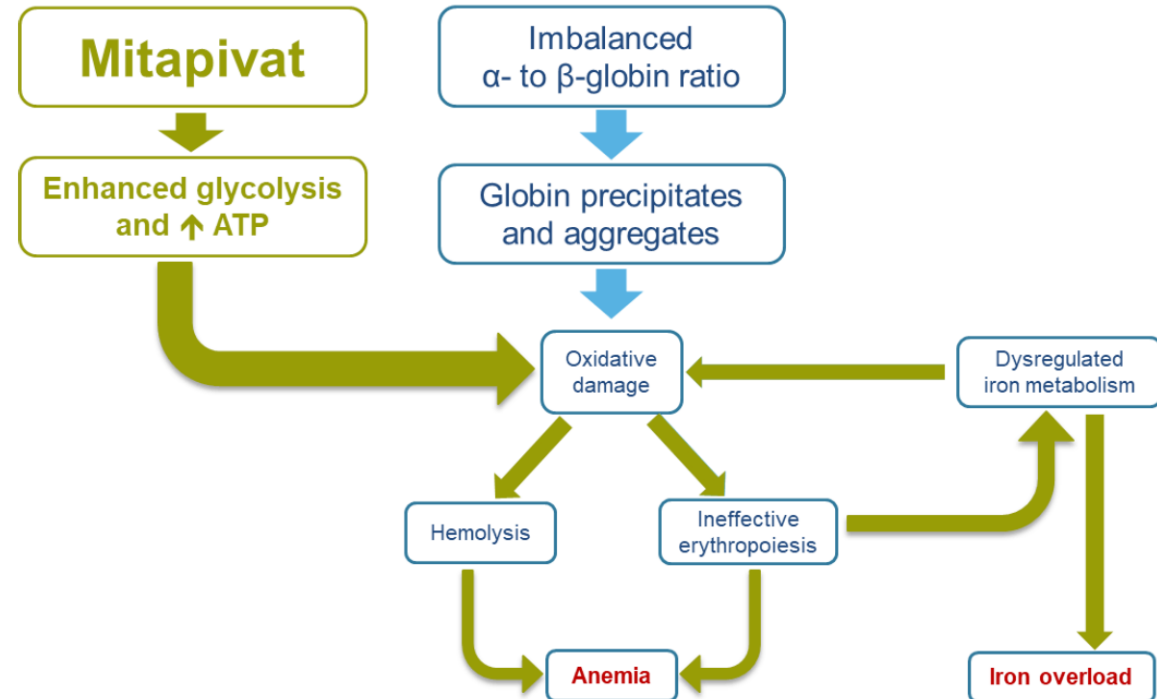 Mitapivat
Imbalanced
α- to β-globin ratio
Enhanced glycolysis
and ↑ ATP
Globin precipitates
and aggregates
Oxidative
damage
Dysregulated
iron metabolism
Hemolysis
Ineffective
erythropoiesis
Anemia
Iron overload